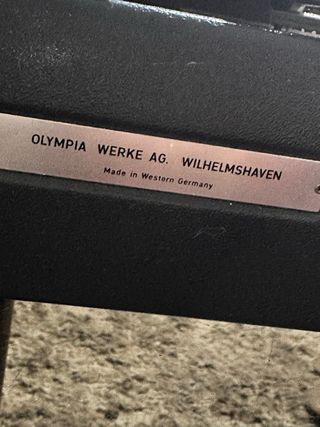 OLYMPIA WERKE AG. WILHELMSHAVEN
Made in Western Germany